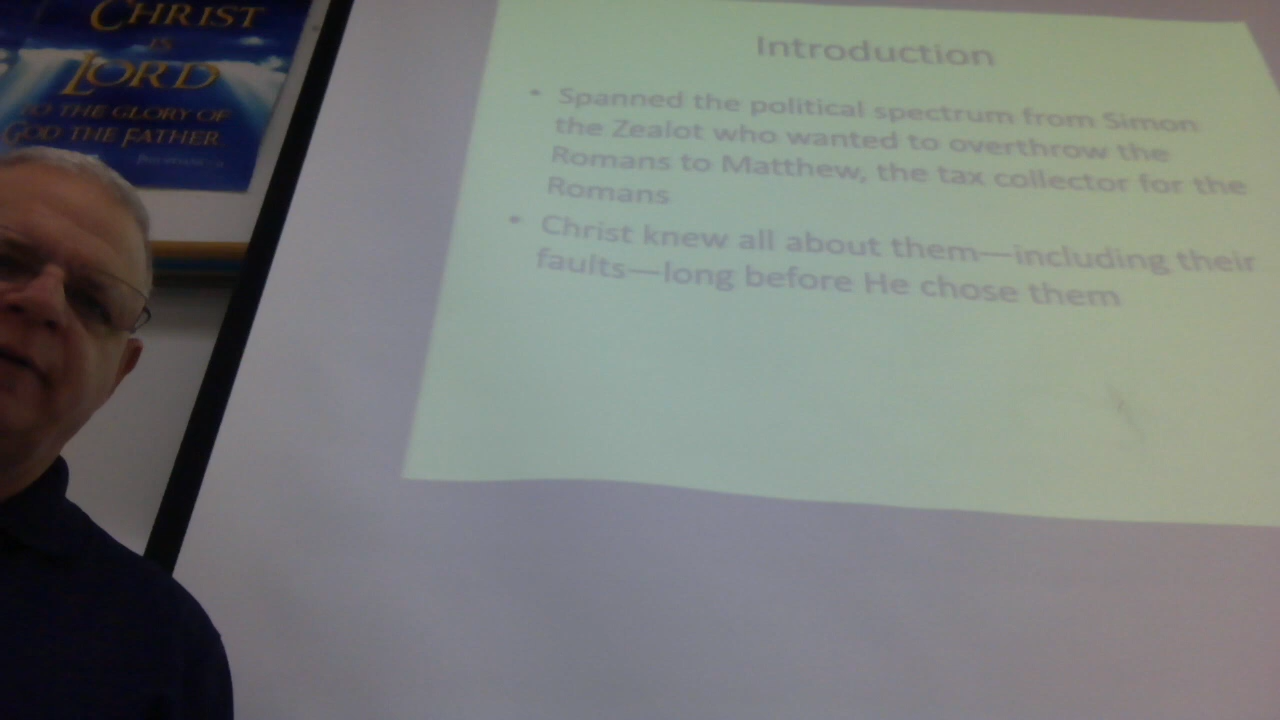 CHRIST
IS
LORD
TO THE GLORY OF
GOD THE FATHER
Introduction
• Spanned the political spectrum from Simon
the Zealot who wanted to overthrow the
Romans to Matthew, the tax collector for the
Romans
• Christ knew all about them—including their
faults—long before He chose them